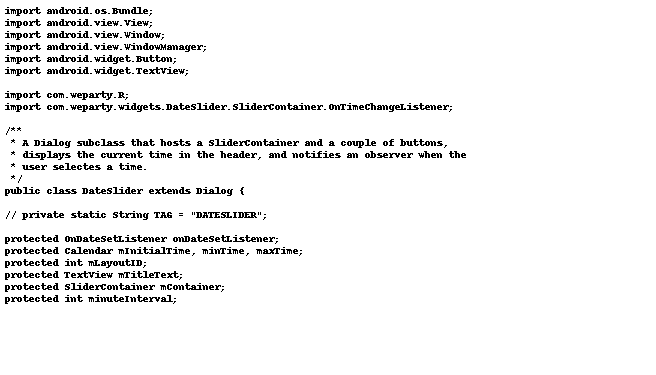 import android.os.Bundle;
import android.view.View;
import android.view.Window;
import android.view.WindowManager;
import android.widget.Button;
import android.widget.TextView;

import com.weparty.R;
import com.weparty.widgets.DateSlider.SliderContainer.OnTimeChangeListener;

/**
 * A Dialog subclass that hosts a SliderContainer and a couple of buttons,
 * displays the current time in the header, and notifies an observer when the
 * user selectes a time.
 */
public class DateSlider extends Dialog {

// private static String TAG = "DATESLIDER";

protected OnDateSetListener onDateSetListener;
protected Calendar mInitialTime, minTime, maxTime;
protected int mLayoutID;
protected TextView mTitleText;
protected SliderContainer mContainer;
protected int minuteInterval;